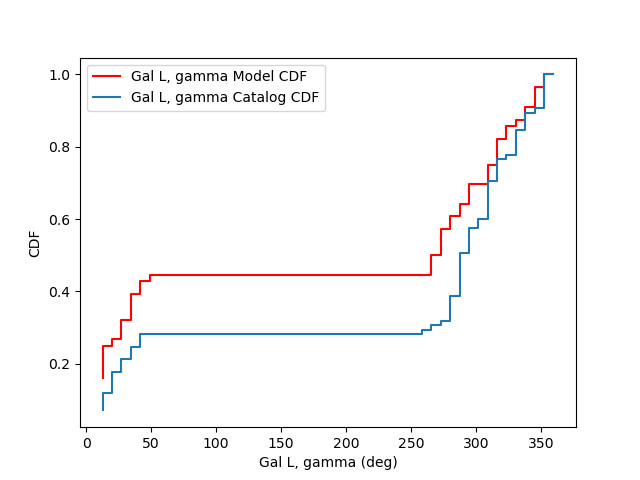 Gal L, gamma Model CDF
Gal L, gamma Catalog CDF
1.0
0.8
0.6
0.4
0.2
CDF
0 50 100 150 200 250 300 350
Gal L, gamma (deg)